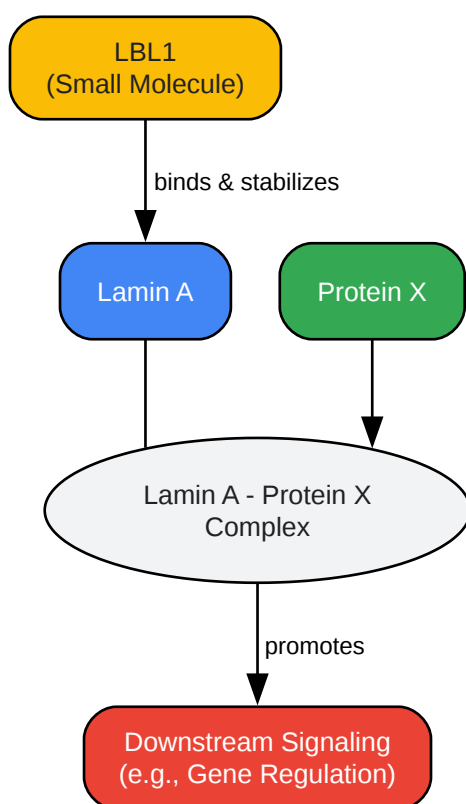 LBL1
(Small Molecule)
binds & stabilizes
Lamin A
Protein X
Lamin A - Protein X
Complex
promotes
Downstream Signaling
(e.g., Gene Regulation)